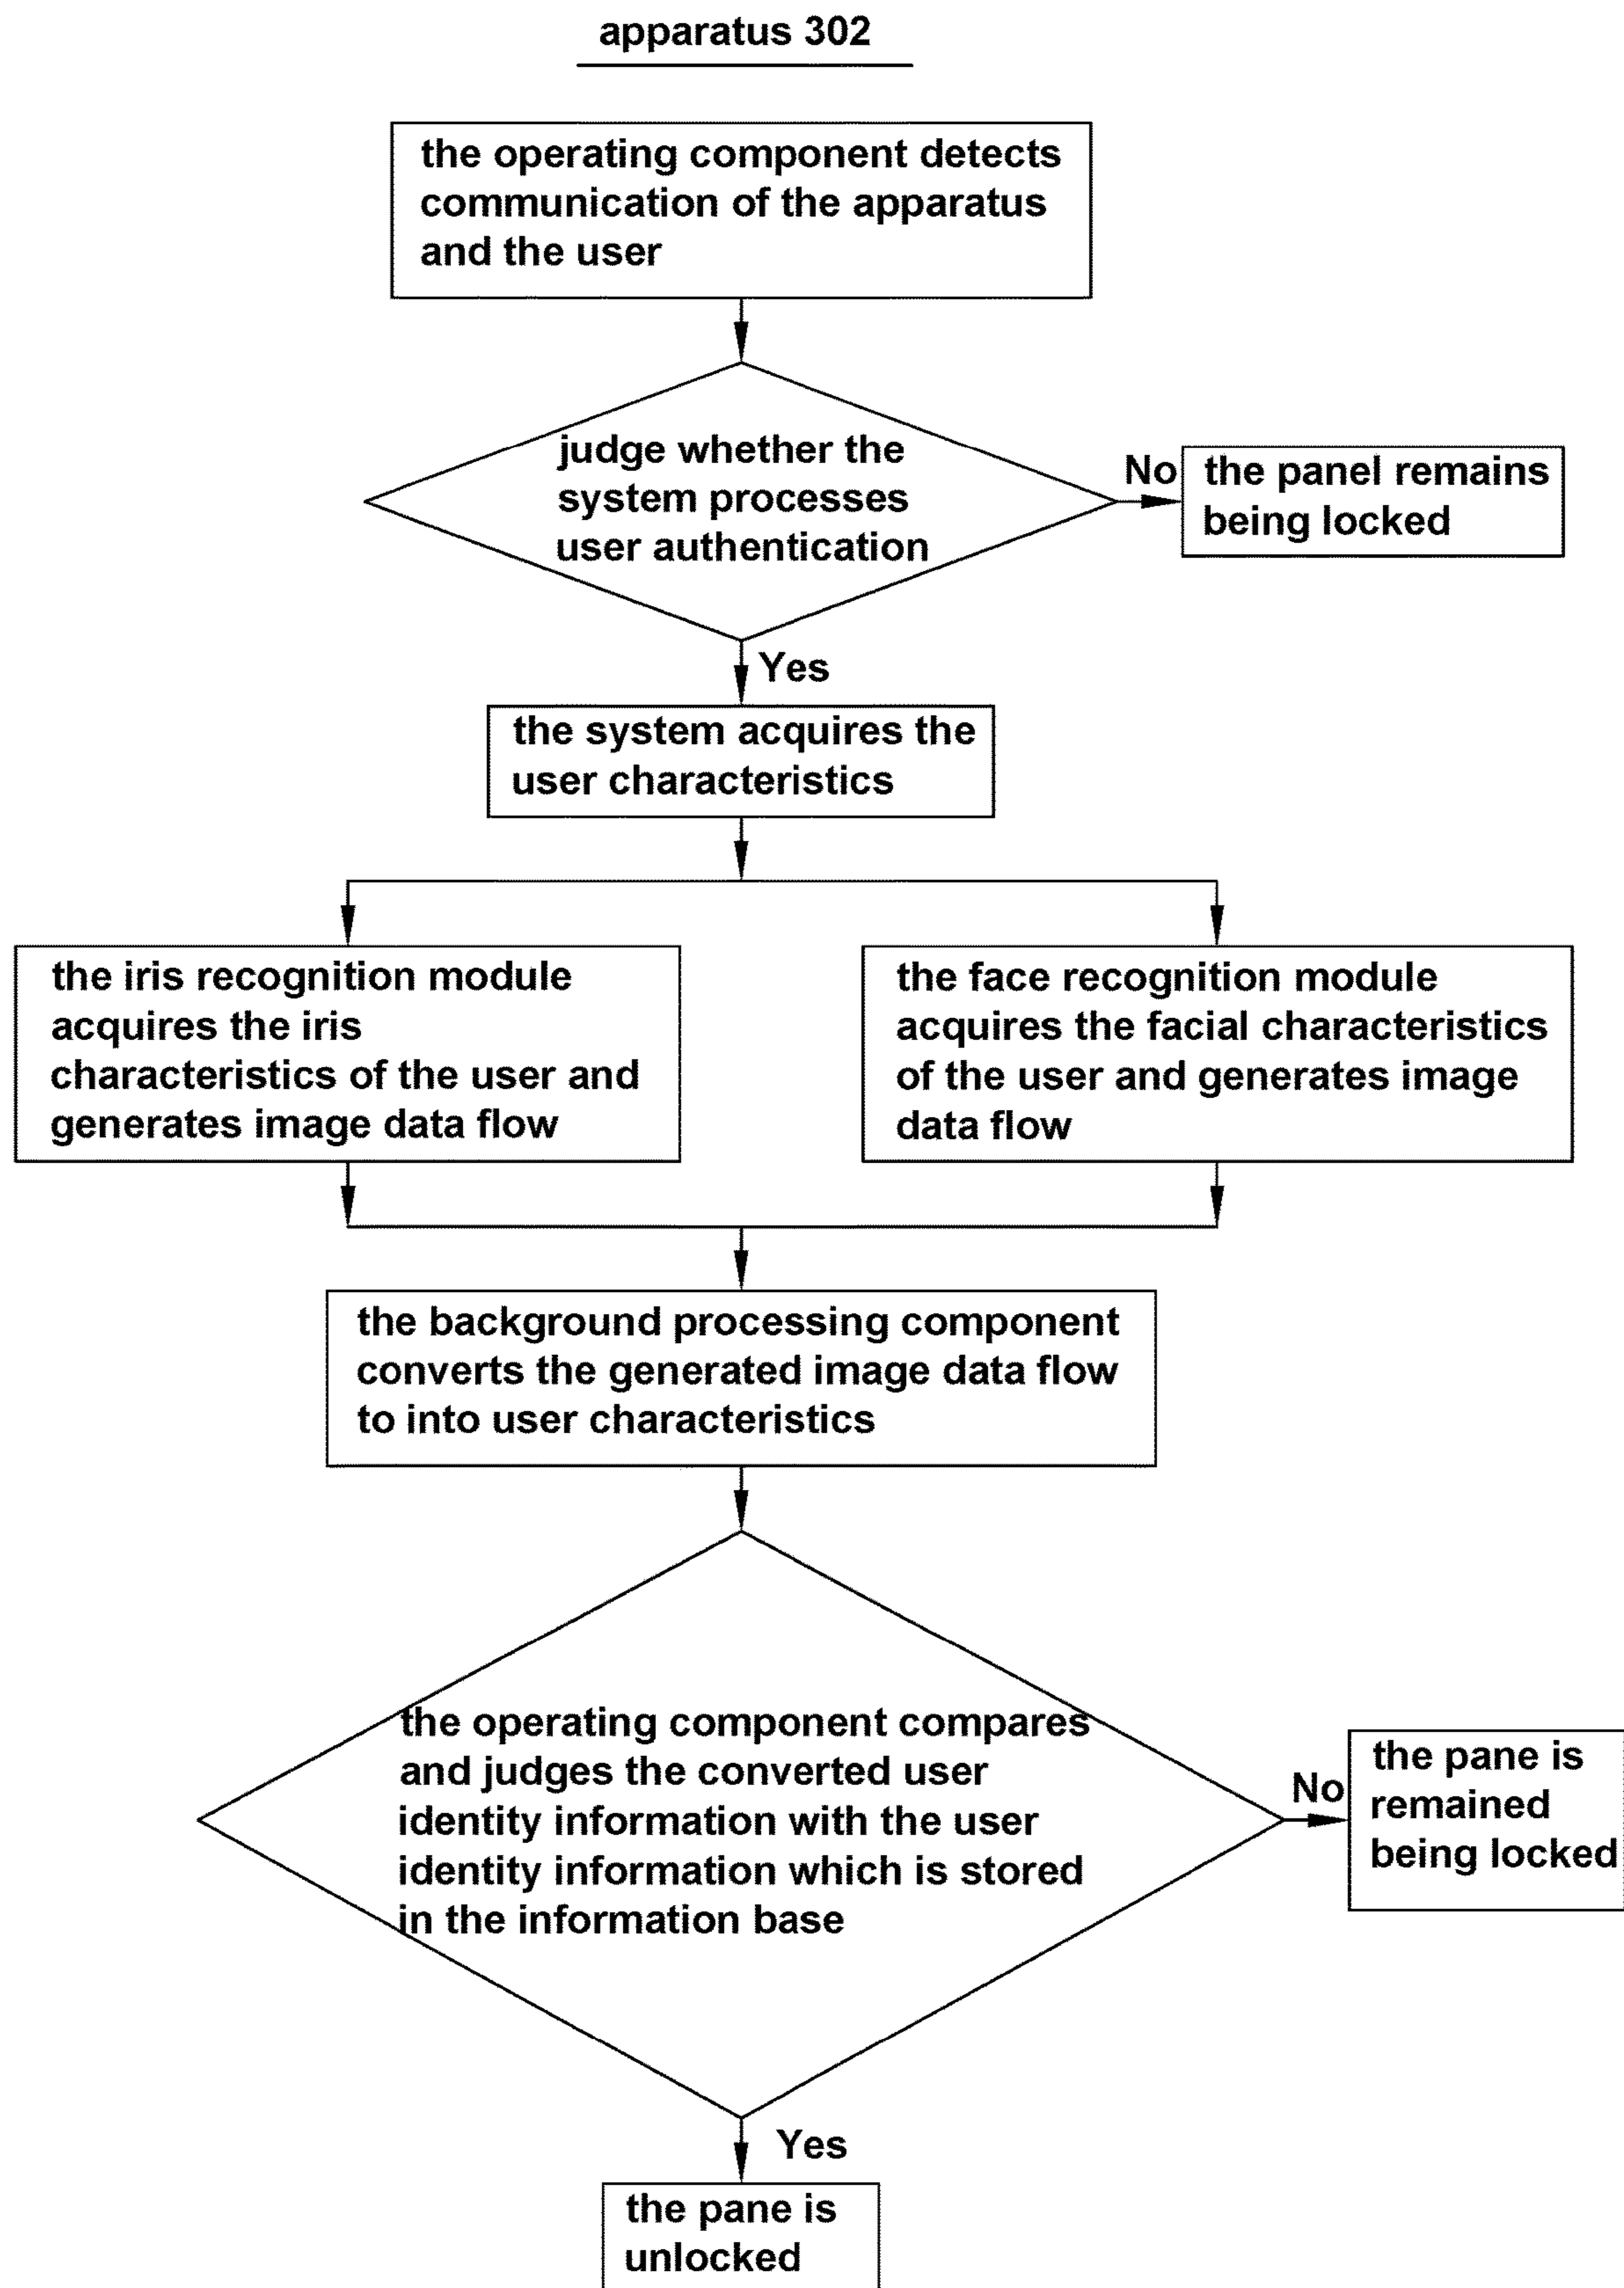 apparatus 302
the operating component detects
communication of the apparatus
and the user
judge whether the
system processes
user authentication
No
the panel remains
being locked
Yes
the system acquires the
user characteristics
the iris recognition module
acquires the iris
characteristics of the user and
generates image data flow
the face recognition module
acquires the facial characteristics
of the user and generates image
data flow
the background processing component
converts the generated image data flow
to into user characteristics
the operating component compares
and judges the converted user
identity information with the user
identity information which is stored
in the information base
No
the pane is
remained
being locked
Yes
the pane is
unlocked